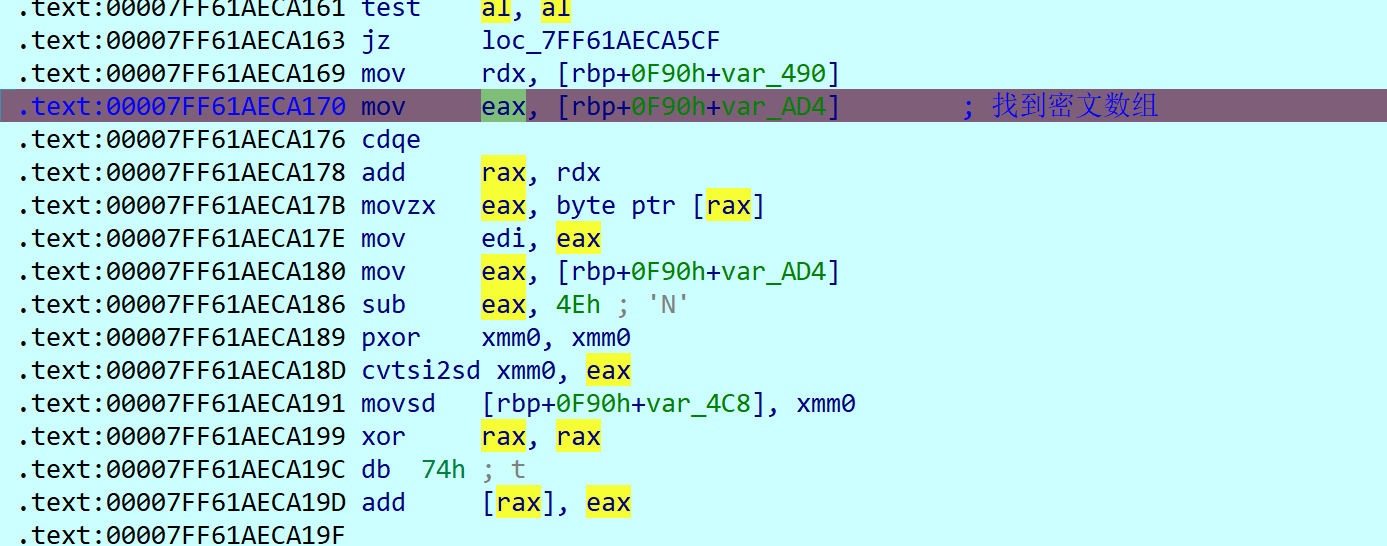 .text:00007FF61AECA161 test    al, al
.text:00007FF61AECA163 jz      loc_7FF61AECA5CF
.text:00007FF61AECA169 mov     rdx, [rbp+0F90h+var_490]
.text:00007FF61AECA170 mov     eax, [rbp+0F90h+var_AD4]        ; 找到密文数组
.text:00007FF61AECA176 cdqe
.text:00007FF61AECA178 add     rax, rdx
.text:00007FF61AECA17B movzx   eax, byte ptr [rax]
.text:00007FF61AECA17E mov     edi, eax
.text:00007FF61AECA180 mov     eax, [rbp+0F90h+var_AD4]
.text:00007FF61AECA186 sub     eax, 4Eh ; 'N'
.text:00007FF61AECA189 pxor    xmm0, xmm0
.text:00007FF61AECA18D cvtsi2sd xmm0, eax
.text:00007FF61AECA191 movsd   [rbp+0F90h+var_4C8], xmm0
.text:00007FF61AECA199 xor     rax, rax
.text:00007FF61AECA19C db  74h ; t
.text:00007FF61AECA19D add     [rax], eax
.text:00007FF61AECA19F